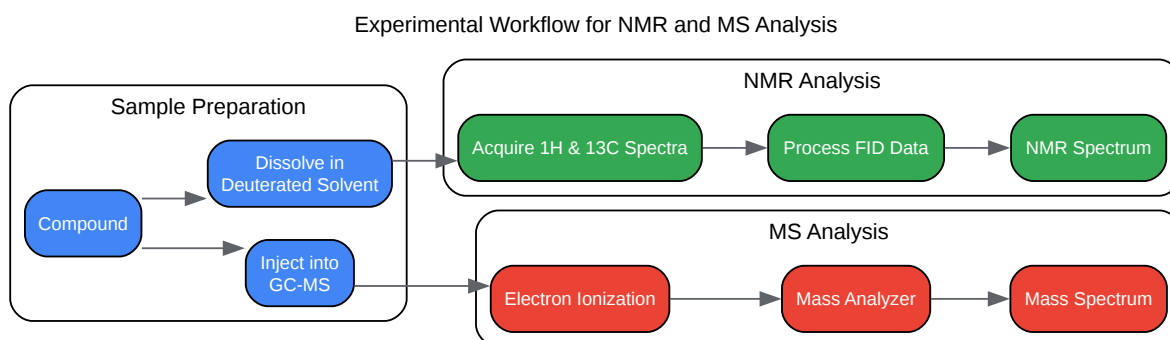 Experimental Workflow for NMR and MS Analysis
Sample Preparation
Compound
Dissolve in
Deuterated Solvent
Inject into
GC-MS
NMR Analysis
Acquire 1H & 13C Spectra
Process FID Data
NMR Spectrum
MS Analysis
Electron Ionization
Mass Analyzer
Mass Spectrum